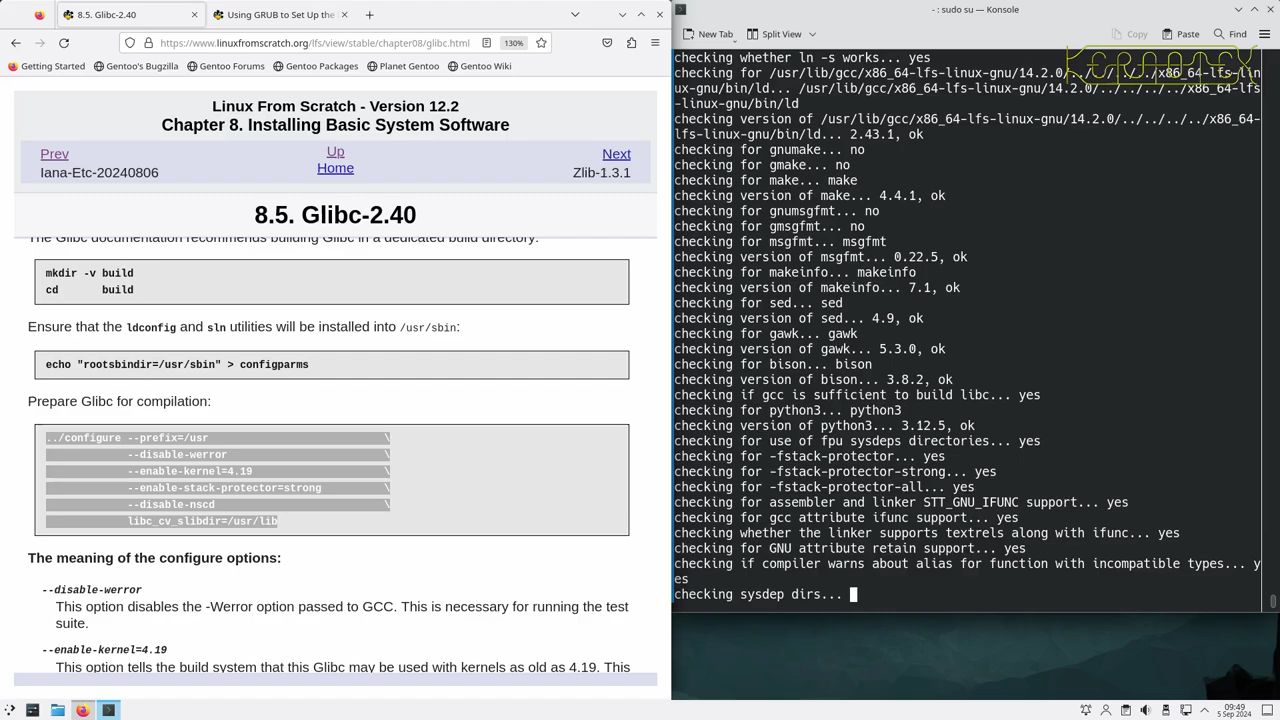 8.5. Glibc-2.40
Using GRUB to Set Up the
https://www.linuxfromscratch.org/lfs/view/stable/chapter08/glibc.html
130%
Getting Started
Gentoo's Bugzilla
Gentoo Forums
Gentoo Packages
Planet Gentoo
Gentoo Wiki
Linux From Scratch - Version 12.2
Chapter 8. Installing Basic System Software
Prev
Up
Next
Iana-Etc-20240806
Home
Zlib-1.3.1
8.5. Glibc-2.40
The Glibc documentation recommends building Glibc in a dedicated build directory:
mkdir -v build
cd       build
Ensure that the ldconfig and sln utilities will be installed into /usr/sbin:
echo "rootsbindir=/usr/sbin" > configparms
Prepare Glibc for compilation:
../configure --prefix=/usr                            \
             --disable-werror                         \
             --enable-kernel=4.19                     \
             --enable-stack-protector=strong          \
             --disable-nscd                           \
             libc_cv_slibdir=/usr/lib
The meaning of the configure options:
--disable-werror
This option disables the -Werror option passed to GCC. This is necessary for running the test
suite.
--enable-kernel=4.19
This option tells the build system that this Glibc may be used with kernels as old as 4.19. This
- : sudo su — Konsole
New Tab
Split View
Copy
Paste
Find
KERNOTEX
checking whether ln -s works... yes
checking for /usr/lib/gcc/x86_64-lfs-linux-gnu/14.2.0/../../../../x86_64-lfs-lin
ux-gnu/bin/ld... /usr/lib/gcc/x86_64-lfs-linux-gnu/14.2.0/../../../../x86_64-lfs
-linux-gnu/bin/ld
checking version of /usr/lib/gcc/x86_64-lfs-linux-gnu/14.2.0/../../../../x86_64-
lfs-linux-gnu/bin/ld... 2.43.1, ok
checking for gnumake... no
checking for gmake... no
checking for make... make
checking version of make... 4.4.1, ok
checking for gnumsgfmt... no
checking for gmsgfmt... no
checking for msgfmt... msgfmt
checking version of msgfmt... 0.22.5, ok
checking for makeinfo... makeinfo
checking version of makeinfo... 7.1, ok
checking for sed... sed
checking version of sed... 4.9, ok
checking for gawk... gawk
checking version of gawk... 5.3.0, ok
checking for bison... bison
checking version of bison... 3.8.2, ok
checking if gcc is sufficient to build libc... yes
checking for python3... python3
checking version of python3... 3.12.5, ok
checking for use of fpu sysdeps directories... yes
checking for -fstack-protector... yes
checking for -fstack-protector-strong... yes
checking for -fstack-protector-all... yes
checking for assembler and linker STT_GNU_IFUNC support... yes
checking for gcc attribute ifunc support... yes
checking whether the linker supports textrels along with ifunc... yes
checking for GNU attribute retain support... yes
checking if compiler warns about alias for function with incompatible types... y
es
checking sysdep dirs...
09:49
5 Sep 2024